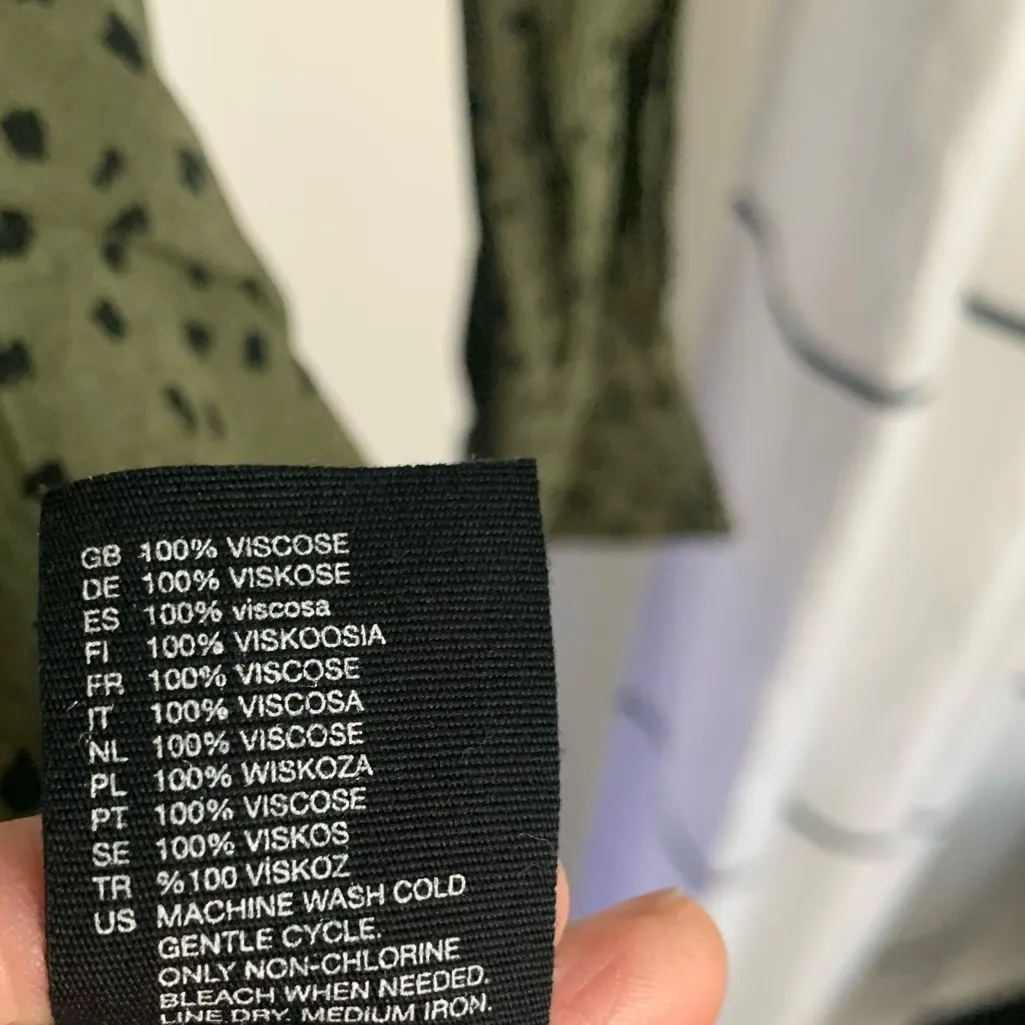 GB 100% VISCOSE
DE 100% VISKOSE
ES 100% viscosa
FI 100% VISKOOSIA
FR 100% VISCOSE
IT 100% VISCOSA
NL 100% VISCOSE
PL 100% WISKOZA
PT 100% VISCOSE
SE 100% VISKOS
TR %100 VİSKOZ
US MACHINE WASH COLD
GENTLE CYCLE.
ONLY NON-CHLORINE
BLEACH WHEN NEEDED.
LINE DRY. MEDIUM IRON.